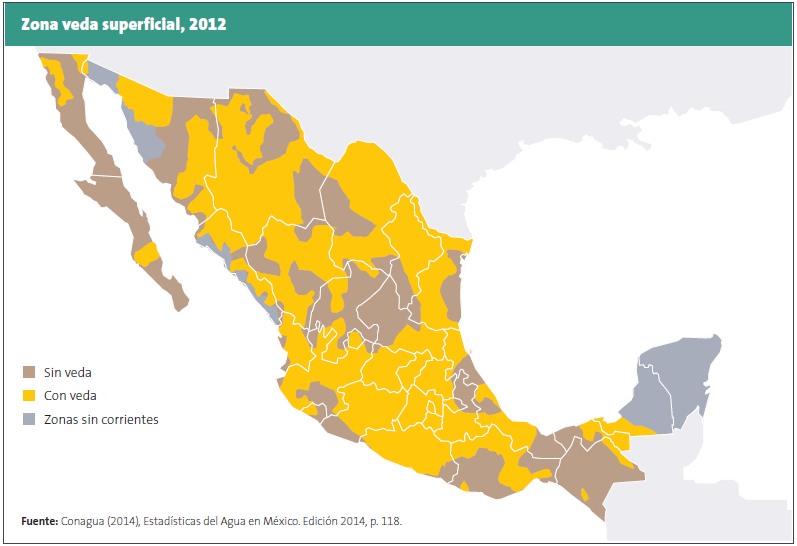 Zona veda superficial, 2012
Sin veda
Con veda
Zonas sin corrientes
Fuente: Conagua (2014), Estadísticas del Agua en México. Edición 2014, p. 118.